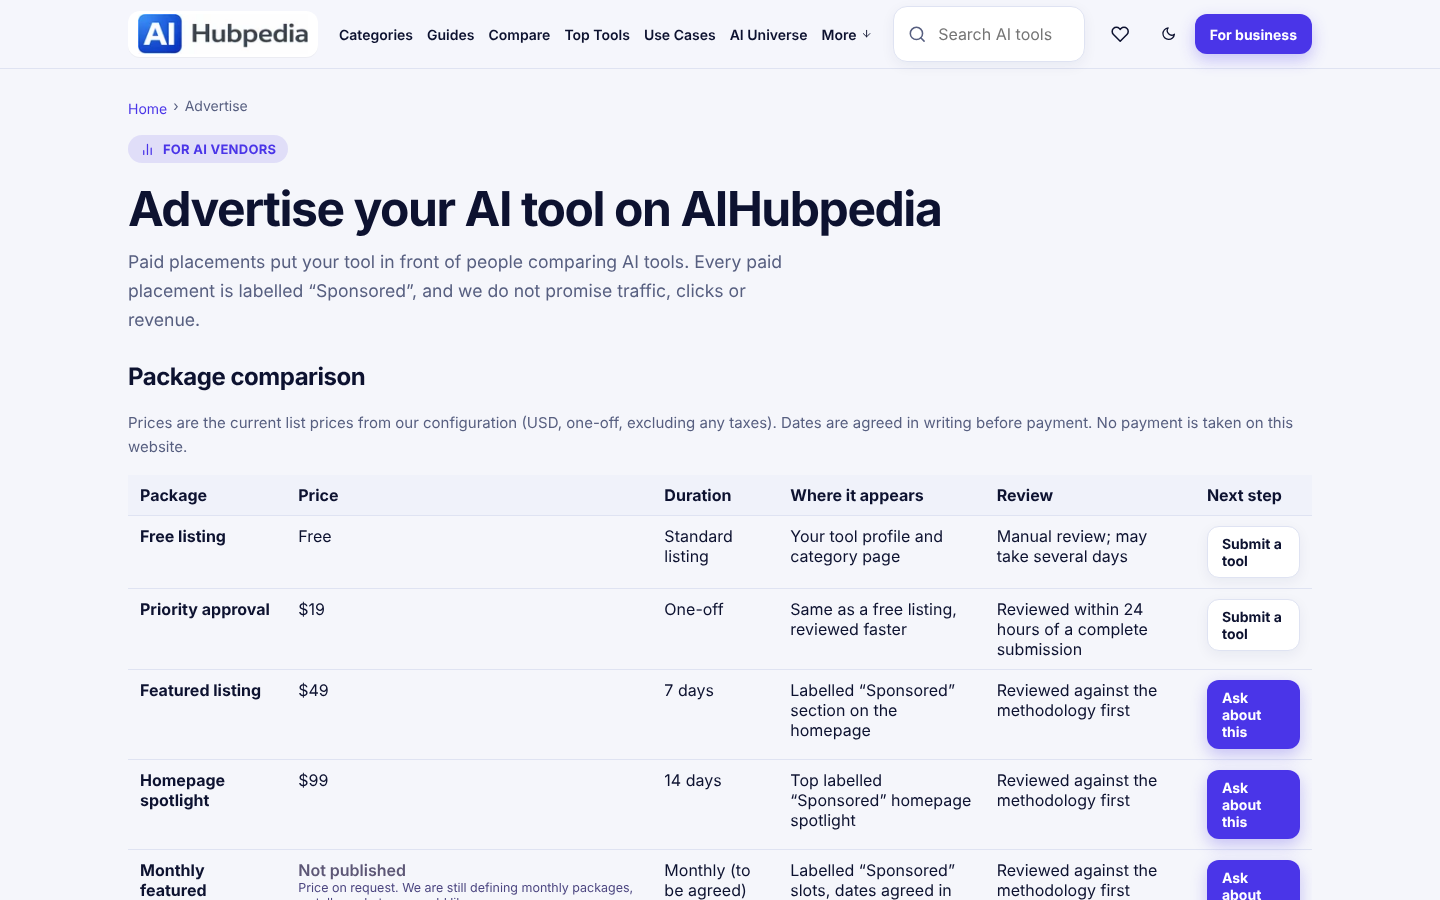 AI Hubpedia
Categories Guides Compare Top Tools Use Cases AI Universe More
Search AI tools
For business
Home › Advertise
FOR AI VENDORS
Advertise your AI tool on AIHubpedia
Paid placements put your tool in front of people comparing AI tools. Every paid
placement is labelled “Sponsored”, and we do not promise traffic, clicks or
revenue.
Package comparison
Prices are the current list prices from our configuration (USD, one-off, excluding any taxes). Dates are agreed in writing before payment. No payment is taken on this
website.
Package Price Duration Where it appears Review Next step
Free listing
Free
Standard
listing
Your tool profile and
category page
Manual review; may
take several days
Submit a
tool
Priority approval
$19
One-off
Same as a free listing,
reviewed faster
Reviewed within 24
hours of a complete
submission
Submit a
tool
Featured listing
$49
7 days
Labelled “Sponsored”
section on the
homepage
Reviewed against the
methodology first
Ask
about
this
Homepage
spotlight
$99
14 days
Top labelled
“Sponsored” homepage
spotlight
Reviewed against the
methodology first
Ask
about
this
Monthly
featured
Not published
Price on request. We are still defining monthly packages,
Monthly (to
be agreed)
Labelled “Sponsored”
slots, dates agreed in
Reviewed against the
methodology first
Ask
about